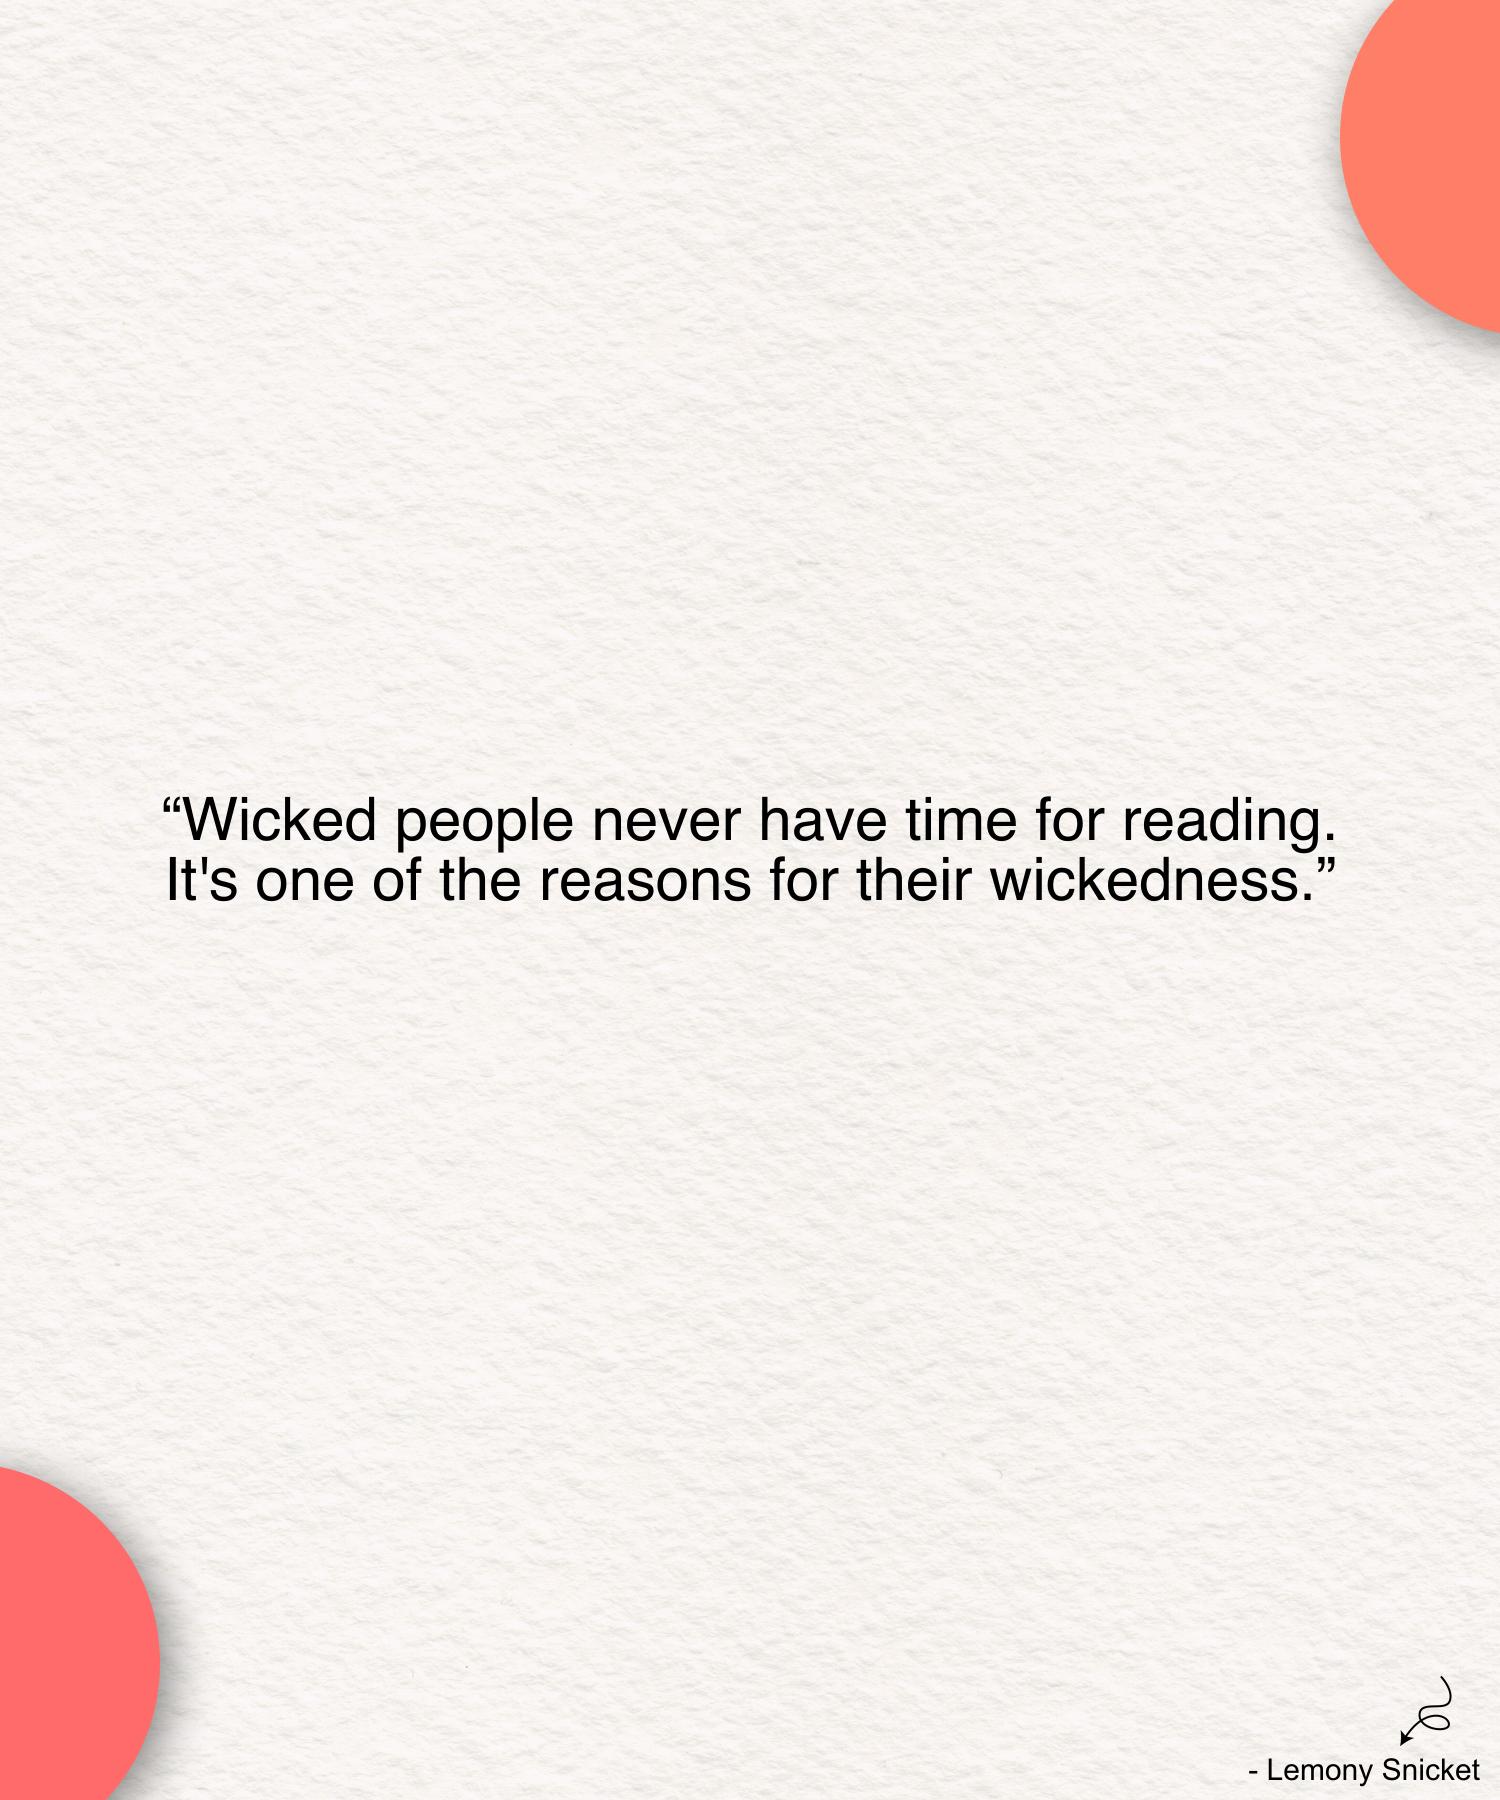 “Wicked people never have time for reading.
It's one of the reasons for their wickedness.”
- Lemony Snicket